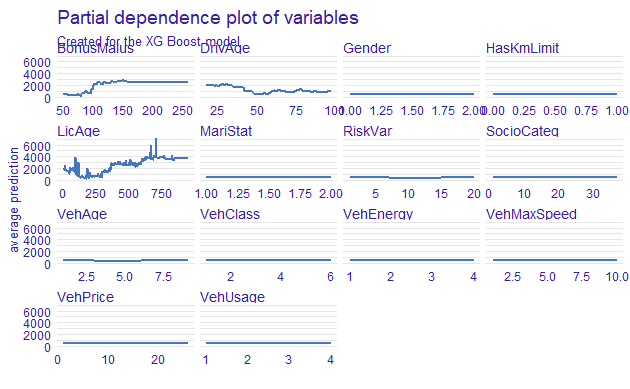 Partial dependence plot of variables
Created for the XG Boost model
BonusMalus DrivAge Gender HasKmLimit
6000
4000
2000
0
50 100 150 200 250 25 50 75 100 1.00 1.25 1.50 1.75 2.00 0.00 0.25 0.50 0.75 1.00
LicAge MariStat RiskVar SocioCateg
6000
4000
2000
0
0 250 500 750 1.00 1.25 1.50 1.75 2.00 5 10 15 20 0 10 20 30
average prediction
VehAge VehClass VehEnergy VehMaxSpeed
6000
4000
2000
0
2.5 5.0 7.5 2 4 6 1 2 3 4 2.5 5.0 7.5 10.0
VehPrice VehUsage
6000
4000
2000
0
0 10 20 1 2 3 4